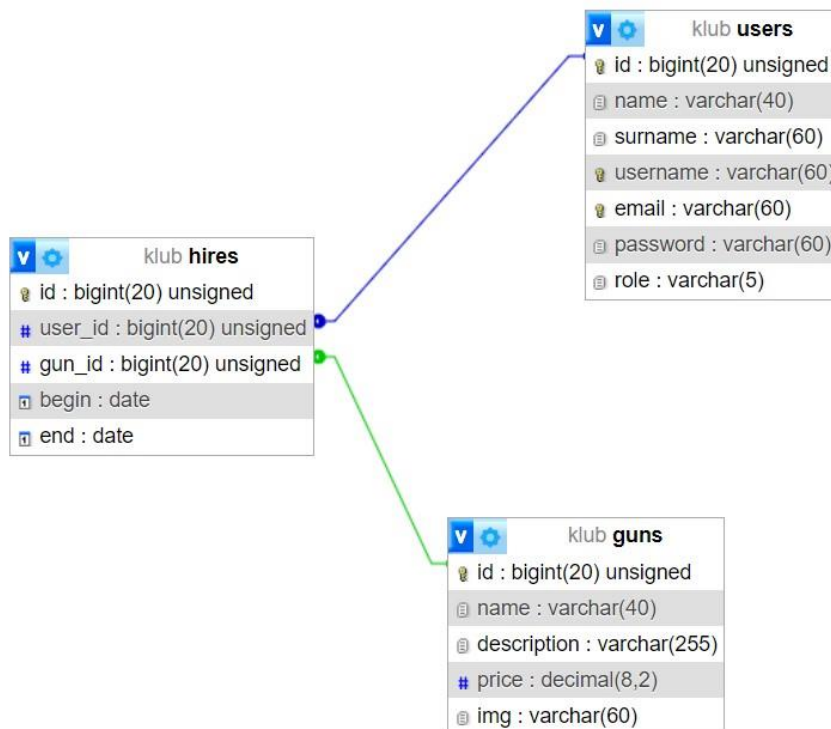 klub users
id : bigint(20) unsigned
name : varchar(40)
surname : varchar(60)
username : varchar(60)
email : varchar(60)
password : varchar(60)
role : varchar(5)
klub hires
id : bigint(20) unsigned
user_id : bigint(20) unsigned
gun_id : bigint(20) unsigned
begin : date
end : date
klub guns
id : bigint(20) unsigned
name : varchar(40)
description : varchar(255)
price : decimal(8,2)
img : varchar(60)